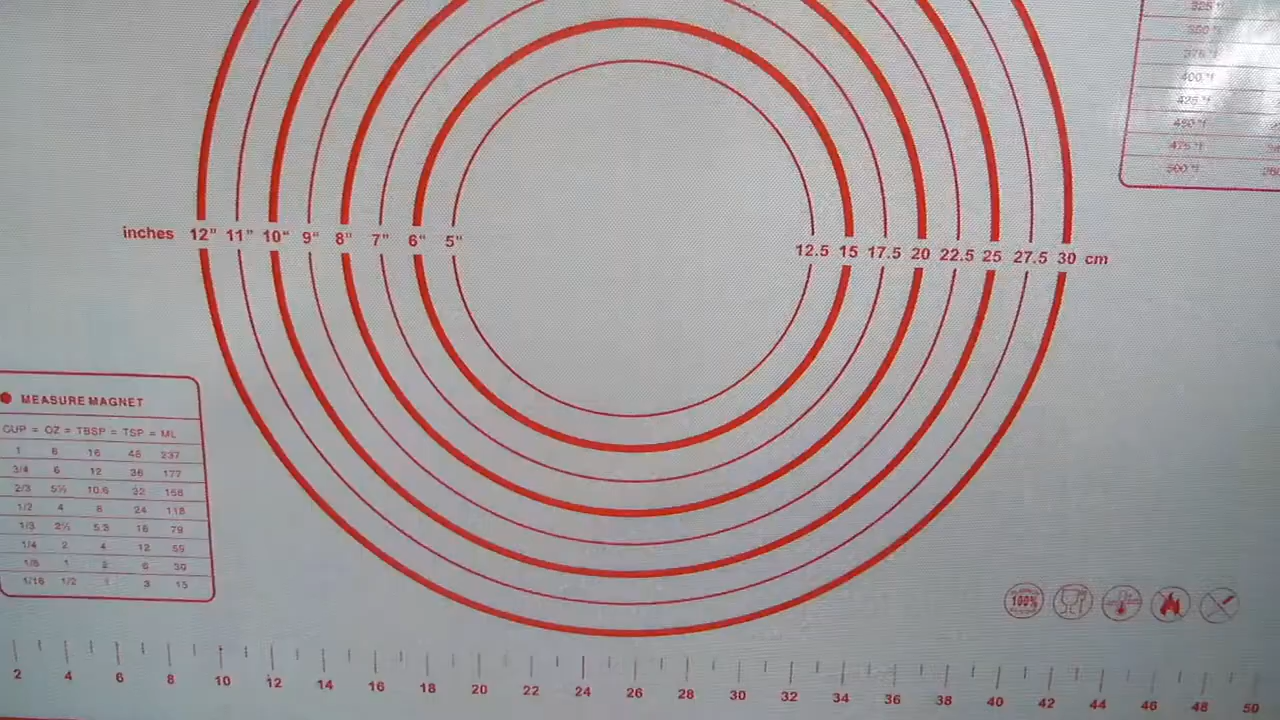 325 °f
350 °f
375 °f
400 °f
425 °f
450 °f
475 °f
500 °f 260
inches 12" 11" 10" 9" 8" 7" 6" 5"
12.5 15 17.5 20 22.5 25 27.5 30 cm
MEASURE MAGNET
CUP = OZ = TBSP = TSP = ML
1 8 16 48 237
3/4 6 12 36 177
2/3 5⅓ 10.6 32 158
1/2 4 8 24 118
1/3 2⅔ 5.3 16 79
1/4 2 4 12 59
1/8 1 2 6 30
1/16 1/2 1 3 15
100%
2 4 6 8 10 12 14 16 18 20 22 24 26 28 30 32 34 36 38 40 42 44 46 48 50